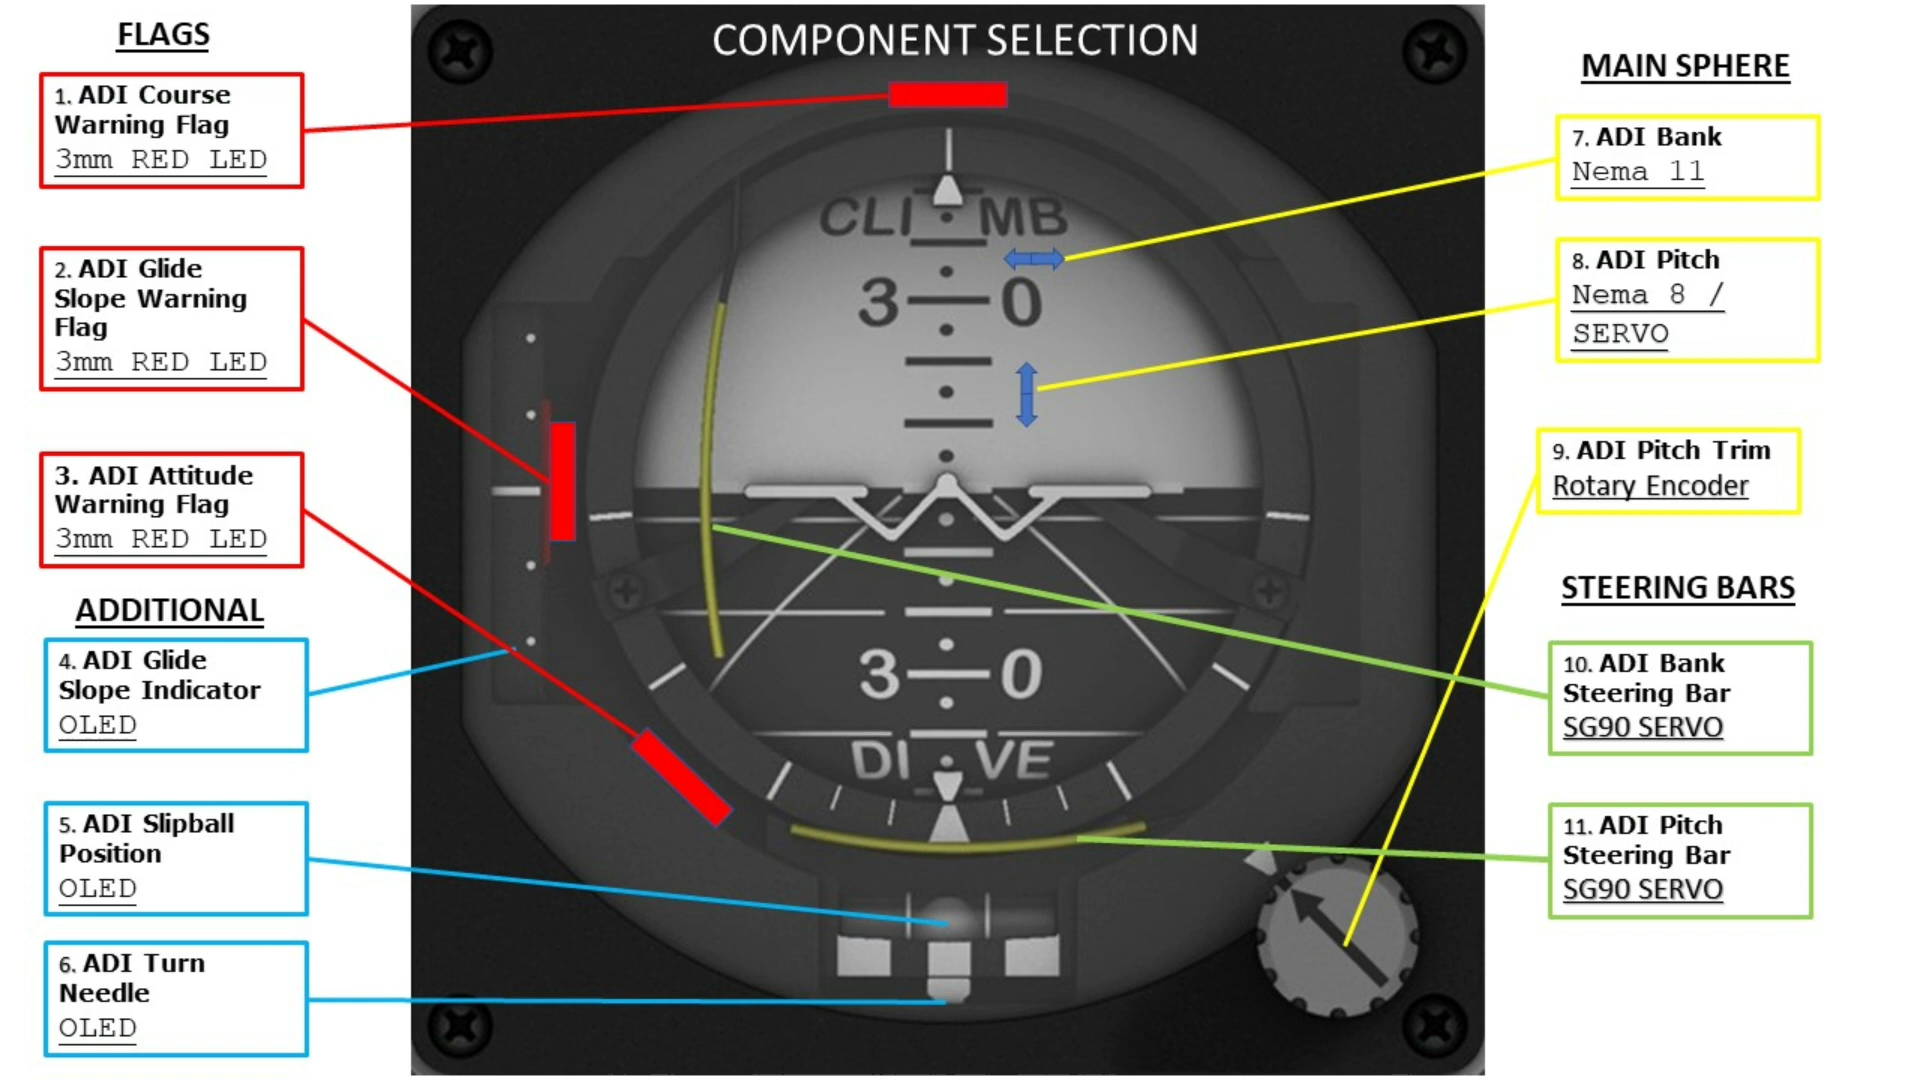 COMPONENT SELECTION
FLAGS
1. ADI Course
Warning Flag
3mm RED LED
2. ADI Glide
Slope Warning
Flag
3mm RED LED
3. ADI Attitude
Warning Flag
3mm RED LED
ADDITIONAL
4. ADI Glide
Slope Indicator
OLED
5. ADI Slipball
Position
OLED
6. ADI Turn
Needle
OLED
CLIMB
3 0
3 0
DIVE
MAIN SPHERE
7. ADI Bank
Nema 11
8. ADI Pitch
Nema 8 /
SERVO
9. ADI Pitch Trim
Rotary Encoder
STEERING BARS
10. ADI Bank
Steering Bar
SG90 SERVO
11. ADI Pitch
Steering Bar
SG90 SERVO